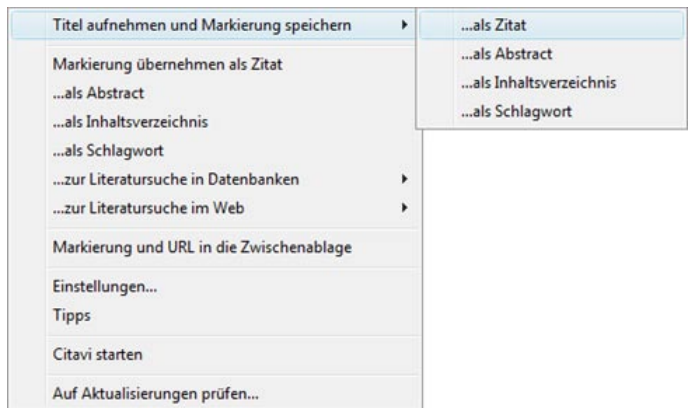 Titel aufnehmen und Markierung speichern
...als Zitat
...als Abstract
...als Inhaltsverzeichnis
...als Schlagwort
Markierung übernehmen als Zitat
...als Abstract
...als Inhaltsverzeichnis
...als Schlagwort
...zur Literatursuche in Datenbanken
...zur Literatursuche im Web
Markierung und URL in die Zwischenablage
Einstellungen...
Tipps
Citavi starten
Auf Aktualisierungen prüfen...